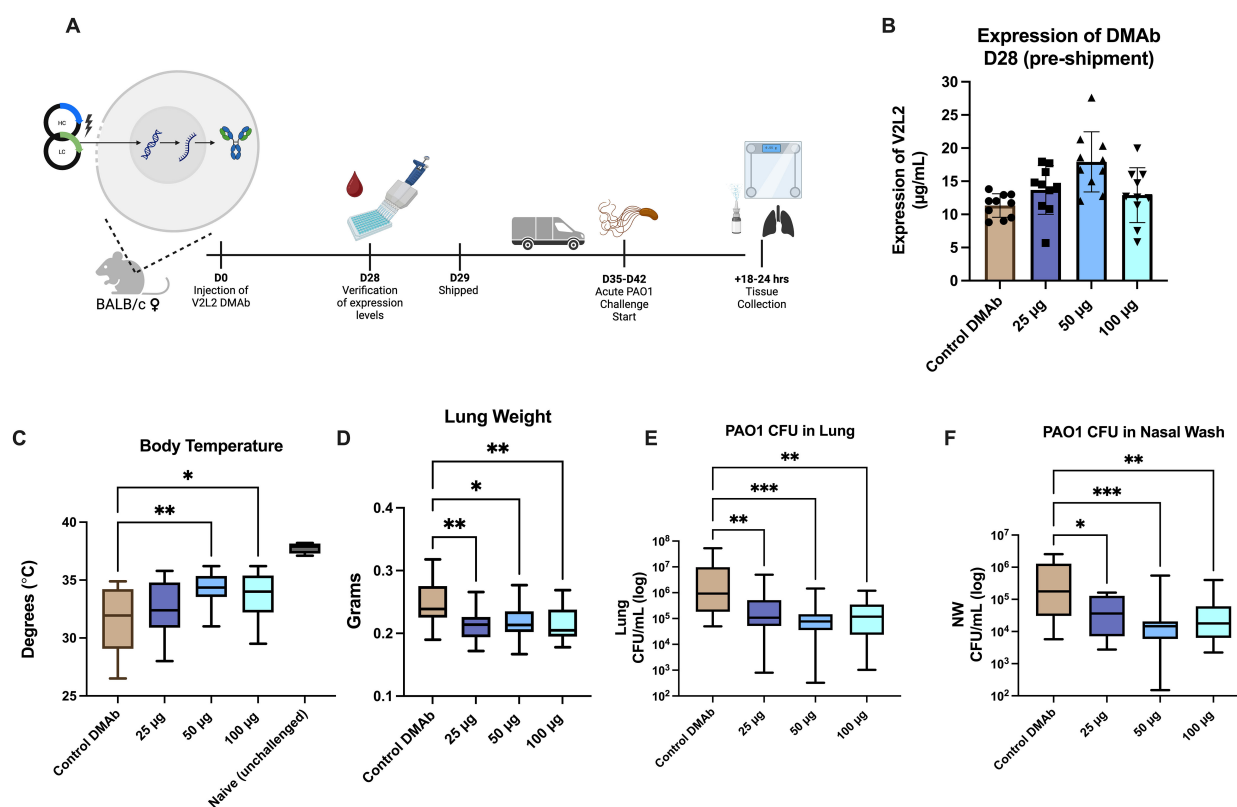 A
HC
LC
BALB/c ♀
D0
Injection of
V2L2 DMAb
D28
Verification
of expression
levels
D29
Shipped
D35-D42
Acute PAO1
Challenge
Start
+18-24 hrs
Tissue
Collection
B
Expression of DMAb
D28 (pre-shipment)
Expression of V2L2
(µg/mL)
30
25
20
15
10
5
0
Control DMAb
25 µg
50 µg
100 µg
C
Body Temperature
Degrees (°C)
40
35
30
25
*
**
Control DMAb
25 µg
50 µg
100 µg
Naive (unchallenged)
D
Lung Weight
Grams
0.4
0.3
0.2
0.1
**
*
**
Control DMAb
25 µg
50 µg
100 µg
E
PAO1 CFU in Lung
Lung
CFU/mL (log)
10⁸
10⁷
10⁶
10⁵
10⁴
10³
10²
**
***
**
Control DMAb
25 µg
50 µg
100 µg
F
PAO1 CFU in Nasal Wash
NW
CFU/mL (log)
10⁷
10⁶
10⁵
10⁴
10³
10²
**
***
*
Control DMAb
25 µg
50 µg
100 µg